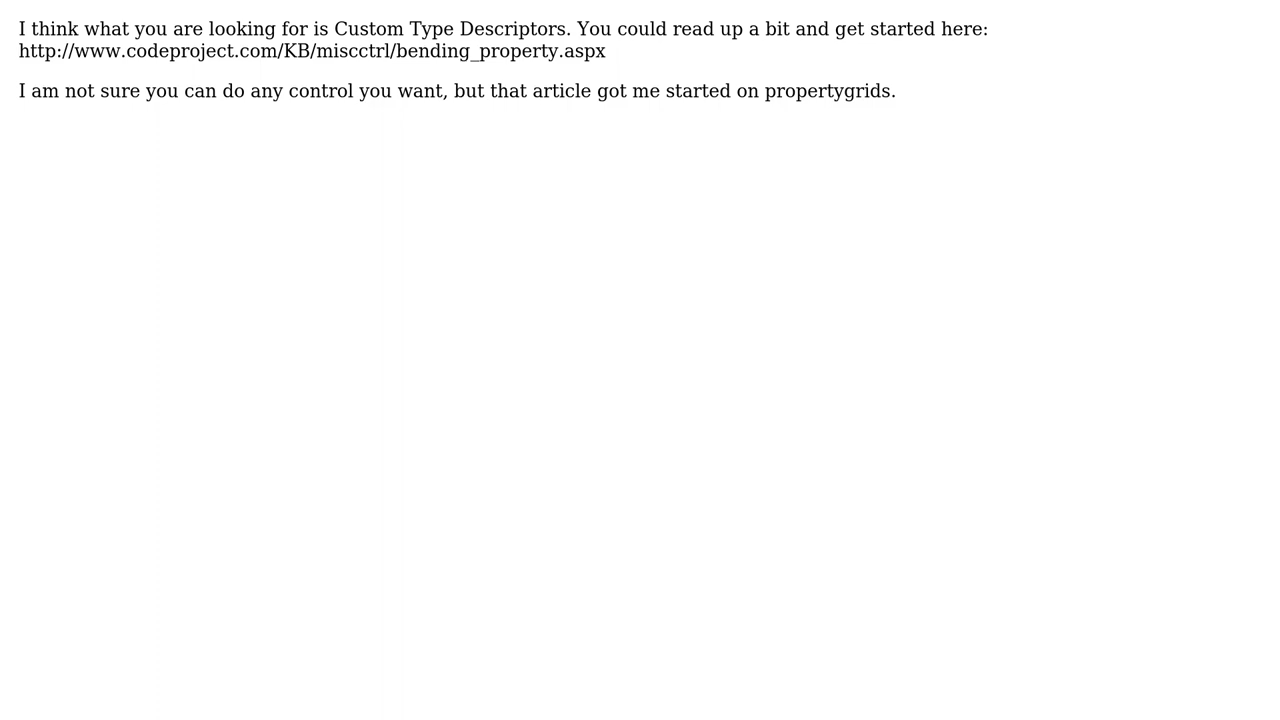 I think what you are looking for is Custom Type Descriptors. You could read up a bit and get started here:
http://www.codeproject.com/KB/miscctrl/bending_property.aspx
I am not sure you can do any control you want, but that article got me started on propertygrids.